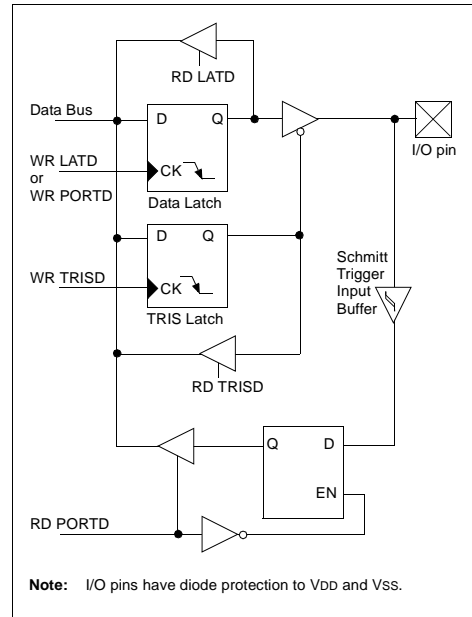 RD LATD
Data Bus
D Q
I/O pin
WR LATD
or
WR PORTD
CK
Data Latch
D Q
WR TRISD
CK
TRIS Latch
Schmitt
Trigger
Input
Buffer
RD TRISD
Q D
EN
RD PORTD
Note: I/O pins have diode protection to VDD and VSS.